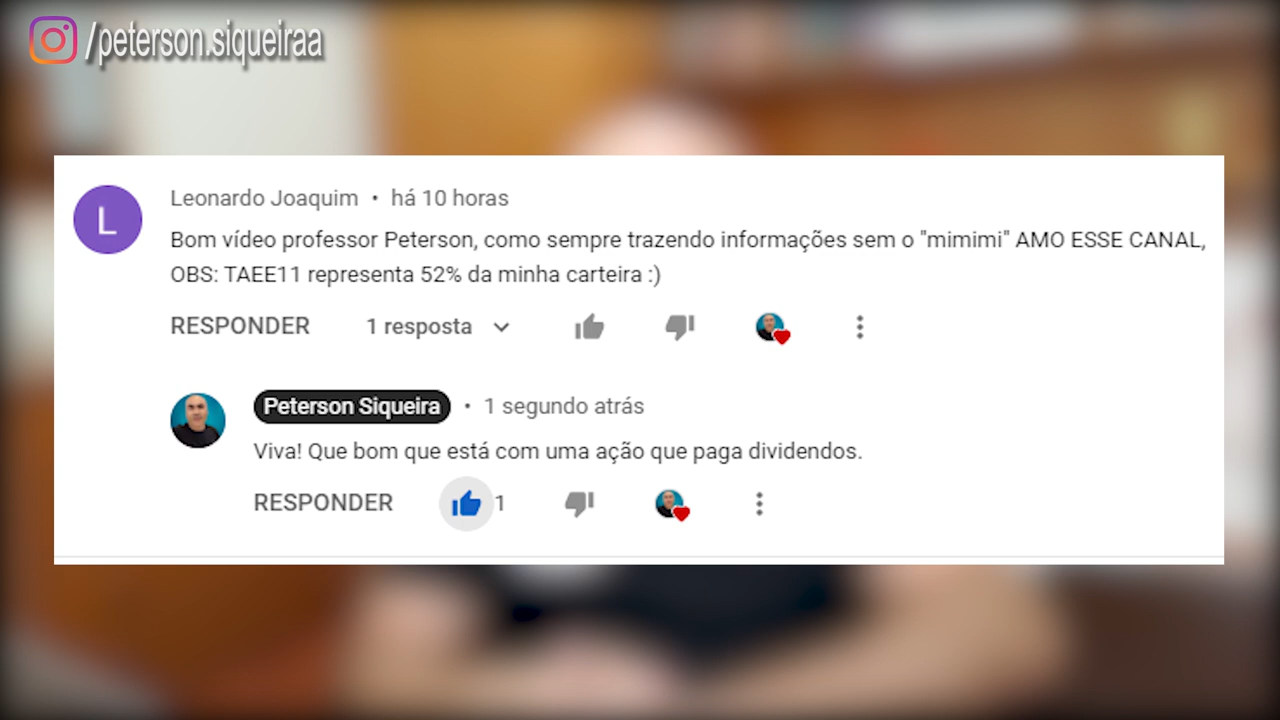 /peterson.siqueiraa
L
Leonardo Joaquim • há 10 horas
Bom vídeo professor Peterson, como sempre trazendo informações sem o "mimimi" AMO ESSE CANAL,
OBS: TAEE11 representa 52% da minha carteira :)
RESPONDER 1 resposta
Peterson Siqueira • 1 segundo atrás
Viva! Que bom que está com uma ação que paga dividendos.
RESPONDER 1